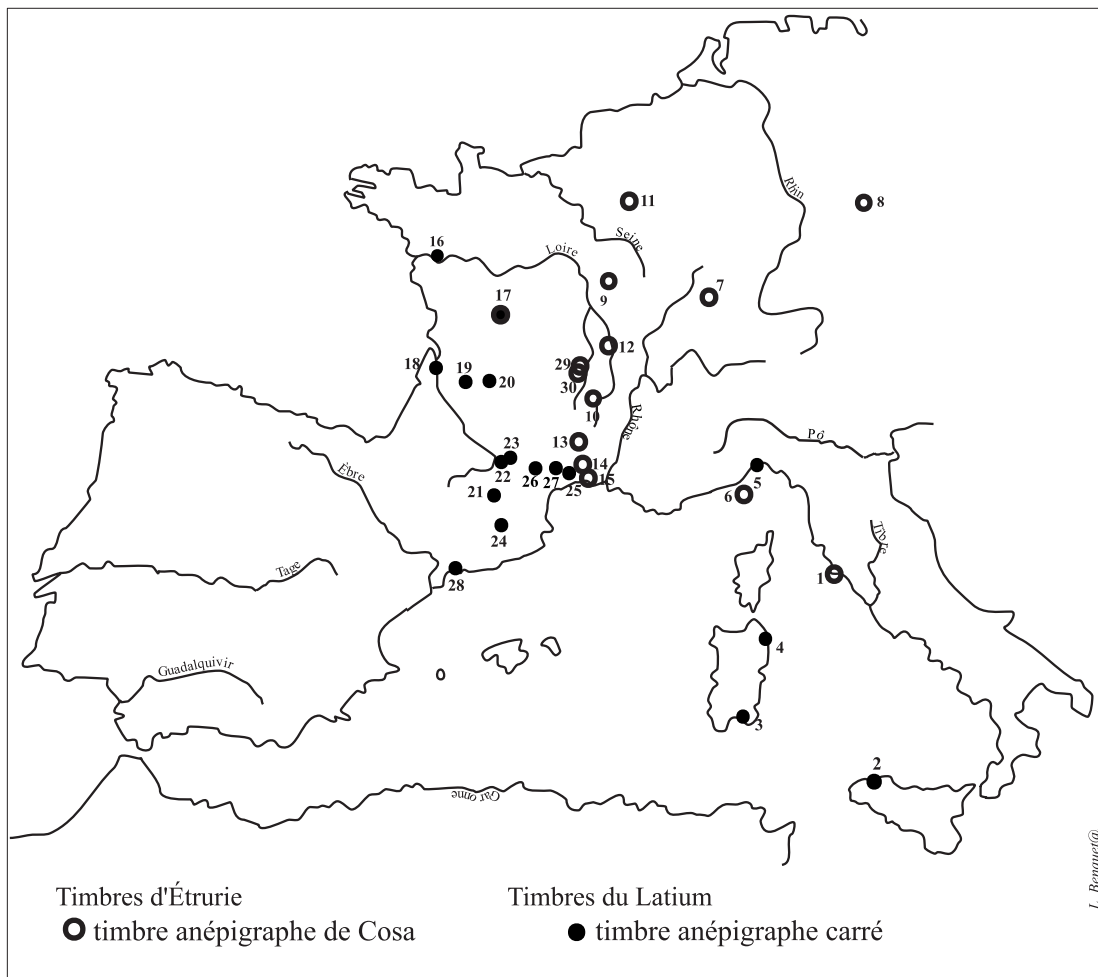 Rhin
11
8
Seine
16
Loire
9
7
17
12
18
19
20
29
30
10
Rhône
Pô
13
23
22
14
15
26
27
25
5
6
Èbre
21
24
Tibre
Tage
28
1
4
Guadalquivir
3
2
Garonne
L. Benquet@
Timbres d'Étrurie
timbre anépigraphe de Cosa
Timbres du Latium
timbre anépigraphe carré